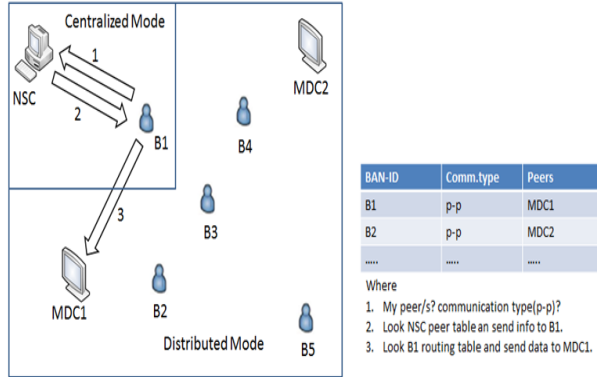 Centralized Mode
1
NSC
2
B1
MDC2
B4
3
B3
MDC1
B2
B5
Distributed Mode
BAN-ID Comm.type Peers
B1 p-p MDC1
B2 p-p MDC2
..... ..... .....
Where
1. My peer/s? communication type(p-p)?
2. Look NSC peer table an send info to B1.
3. Look B1 routing table and send data to MDC1.